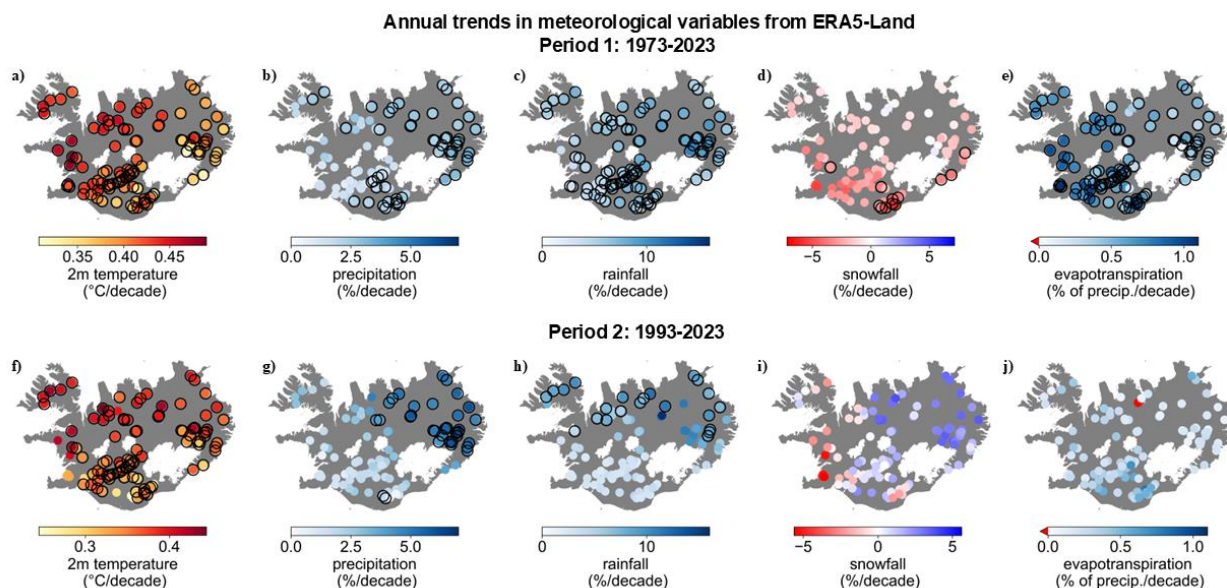 Annual trends in meteorological variables from ERA5-Land
Period 1: 1973-2023
a) b) c) d) e)
0.35 0.40 0.45 0.0 2.5 5.0 0 10 −5 0 5 0.0 0.5 1.0
2m temperature precipitation rainfall snowfall evapotranspiration
(°C/decade) (%/decade) (%/decade) (%/decade) (% of precip./decade)
Period 2: 1993-2023
f) g) h) i) j)
0.3 0.4 0.0 2.5 5.0 0 10 −5 0 5 0.0 0.5 1.0
2m temperature precipitation rainfall snowfall evapotranspiration
(°C/decade) (%/decade) (%/decade) (%/decade) (% of precip./decade)